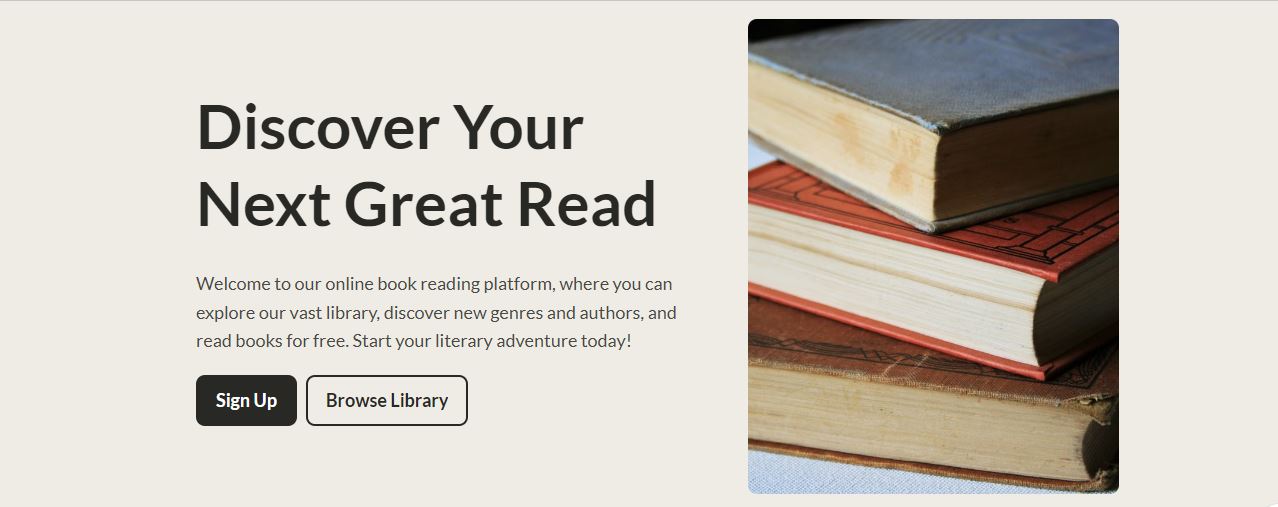 Discover Your
Next Great Read
Welcome to our online book reading platform, where you can
explore our vast library, discover new genres and authors, and
read books for free. Start your literary adventure today!
Sign Up
Browse Library